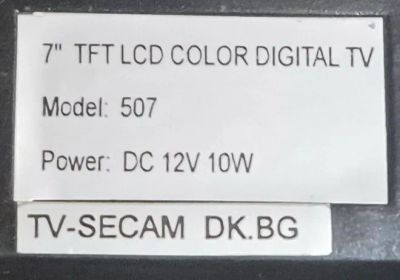 7" TFT LCD COLOR DIGITAL TV
Model: 507
Power: DC 12V 10W
TV-SECAM DK.BG